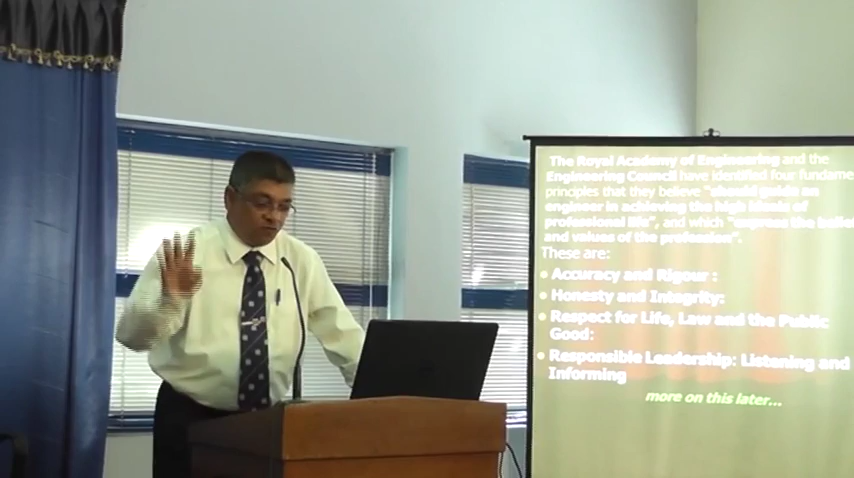 The Royal Academy of Engineering and the
Engineering Council have identified four fundame
principles that they believe "should guide an
engineer in achieving the high ideals of
professional life", and which "express the beliefs
and values of the profession".
These are:
Accuracy and Rigour :
Honesty and Integrity:
Respect for Life, Law and the Public
Good:
Responsible Leadership: Listening and
Informing
more on this later...